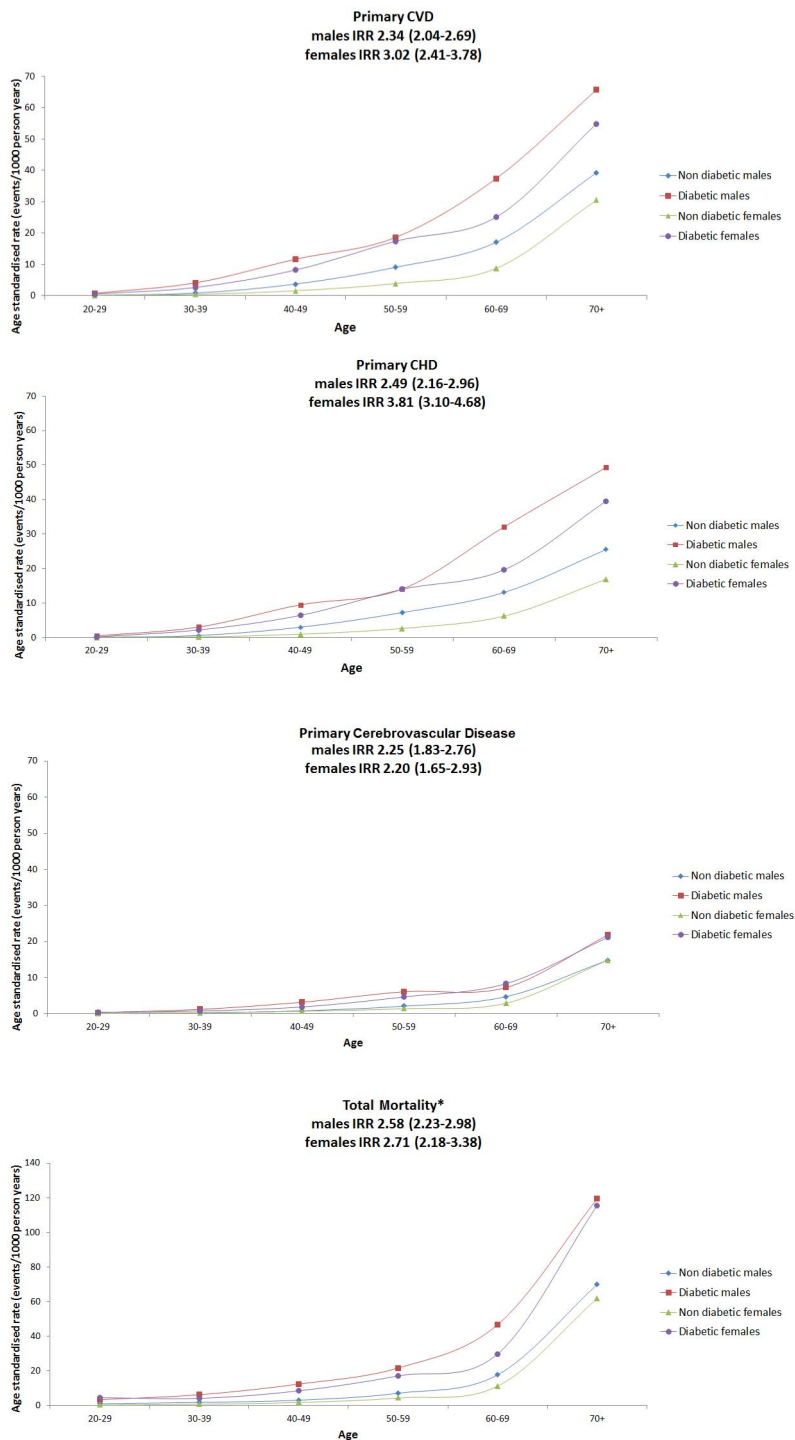 Primary CVD
males IRR 2.34 (2.04-2.69)
females IRR 3.02 (2.41-3.78)
Age standardised rate (events/1000 person years)
70
60
50
40
30
20
10
0
20-29
30-39
40-49
50-59
60-69
70+
Age
Non diabetic males
Diabetic males
Non diabetic females
Diabetic females
Primary CHD
males IRR 2.49 (2.16-2.96)
females IRR 3.81 (3.10-4.68)
Age standardised rate (events/1000 person years)
70
60
50
40
30
20
10
0
20-29
30-39
40-49
50-59
60-69
70+
Age
Non diabetic males
Diabetic males
Non diabetic females
Diabetic females
Primary Cerebrovascular Disease
males IRR 2.25 (1.83-2.76)
females IRR 2.20 (1.65-2.93)
Age standardised rate (events/1000 person years)
70
60
50
40
30
20
10
0
20-29
30-39
40-49
50-59
60-69
70+
Age
Non diabetic males
Diabetic males
Non diabetic females
Diabetic females
Total Mortality*
males IRR 2.58 (2.23-2.98)
females IRR 2.71 (2.18-3.38)
Age standardised rate (events/1000 person years)
140
120
100
80
60
40
20
0
20-29
30-39
40-49
50-59
60-69
70+
Age
Non diabetic males
Diabetic males
Non diabetic females
Diabetic females